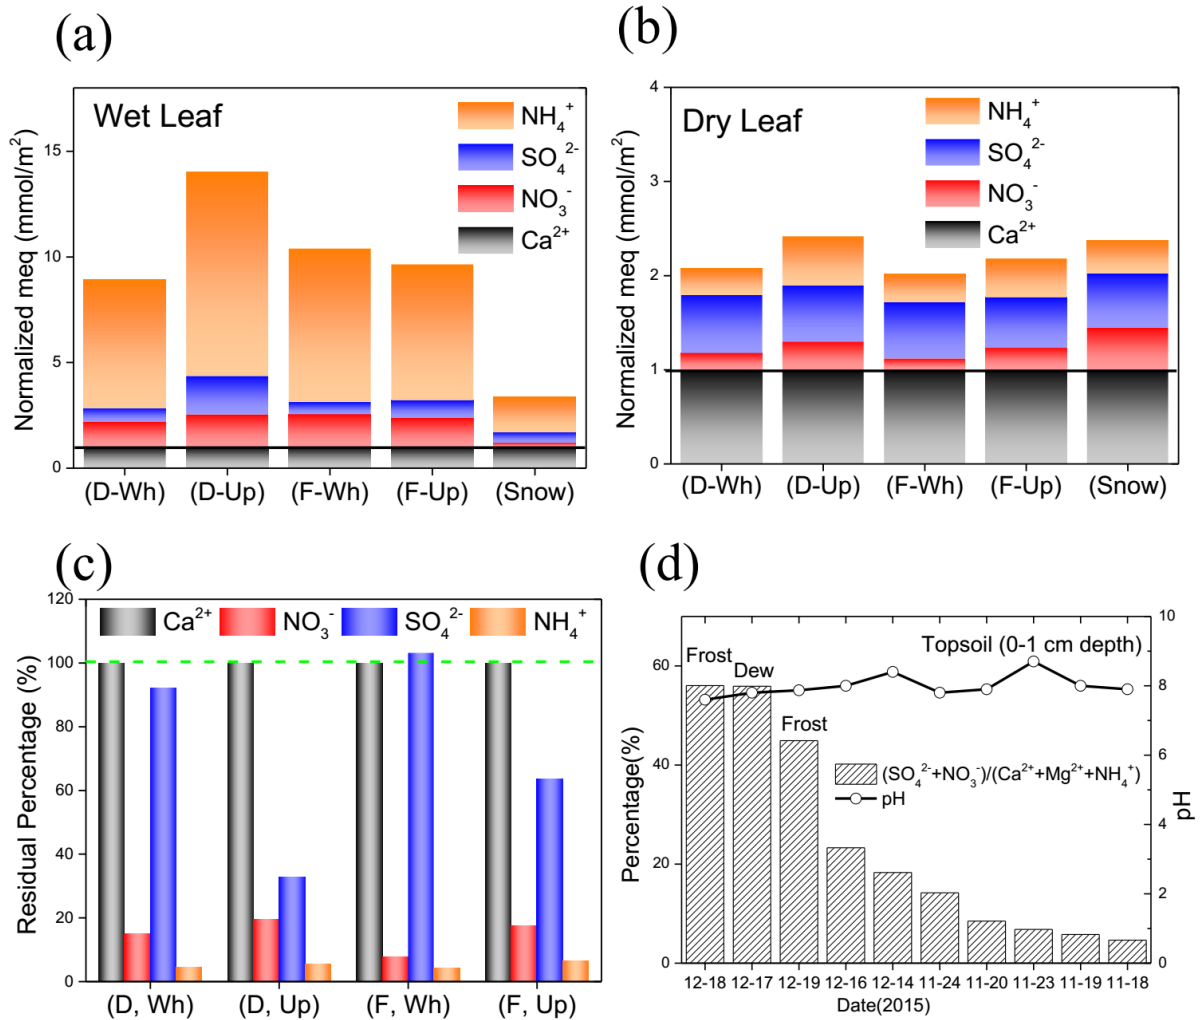 (a)
Wet Leaf
NH₄⁺
SO₄²⁻
NO₃⁻
Ca²⁺
Normalized meq (mmol/m²)
15
10
5
0
(D-Wh) (D-Up) (F-Wh) (F-Up) (Snow)
(b)
Dry Leaf
NH₄⁺
SO₄²⁻
NO₃⁻
Ca²⁺
Normalized meq (mmol/m²)
4
3
2
1
0
(D-Wh) (D-Up) (F-Wh) (F-Up) (Snow)
(c)
Ca²⁺ NO₃⁻ SO₄²⁻ NH₄⁺
Residual Percentage (%)
120
100
80
60
40
20
0
(D, Wh) (D, Up) (F, Wh) (F, Up)
(d)
Topsoil (0-1 cm depth)
Frost
Dew
Frost
(SO₄²⁻+NO₃⁻)/(Ca²⁺+Mg²⁺+NH₄⁺)
pH
Percentage(%)
60
40
20
0
10
8
6
4
2
0
pH
12-18 12-17 12-19 12-16 12-14 11-24 11-20 11-23 11-19 11-18
Date(2015)